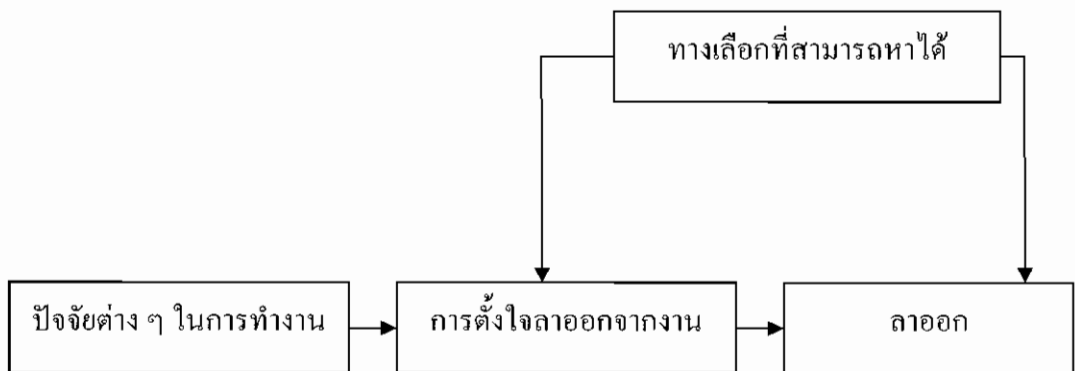 ทางเลือกที่สามารถหาได้
ปัจจัยต่าง ๆ ในการทำงาน
การตั้งใจลาออกจากงาน
ลาออก